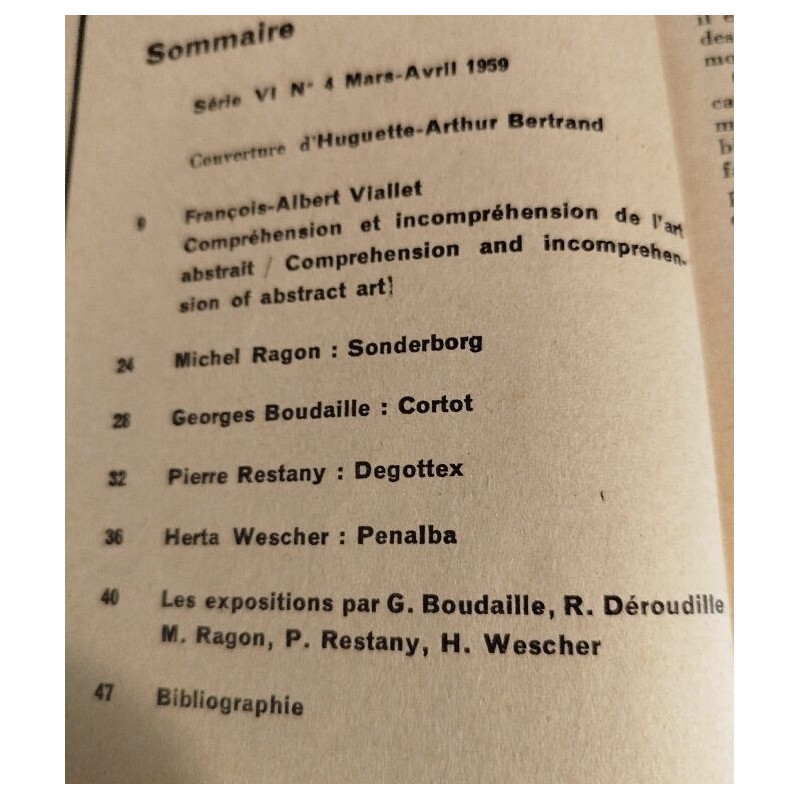 Sommaire
Série VI N° 4 Mars-Avril 1959
Couverture d'Huguette-Arthur Bertrand
François-Albert Viallet
Compréhension et incompréhension de l'art
abstrait / Comprehension and incomprehen-
sion of abstract art!
24 Michel Ragon : Sonderborg
28 Georges Boudaille : Cortot
32 Pierre Restany : Degottex
36 Herta Wescher : Penalba
40 Les expositions par G. Boudaille, R. Déroudille
M. Ragon, P. Restany, H. Wescher
47 Bibliographie
des